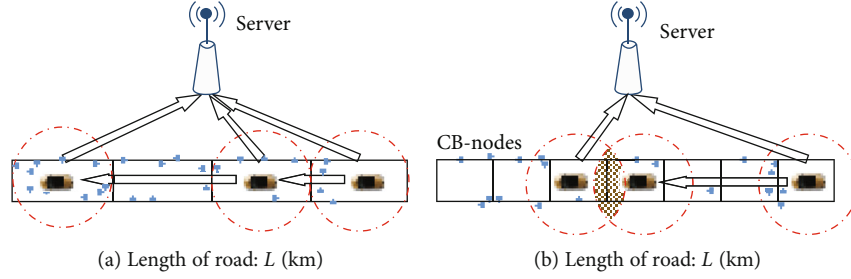 Server
(a) Length of road: L (km)
Server
CB-nodes
(b) Length of road: L (km)